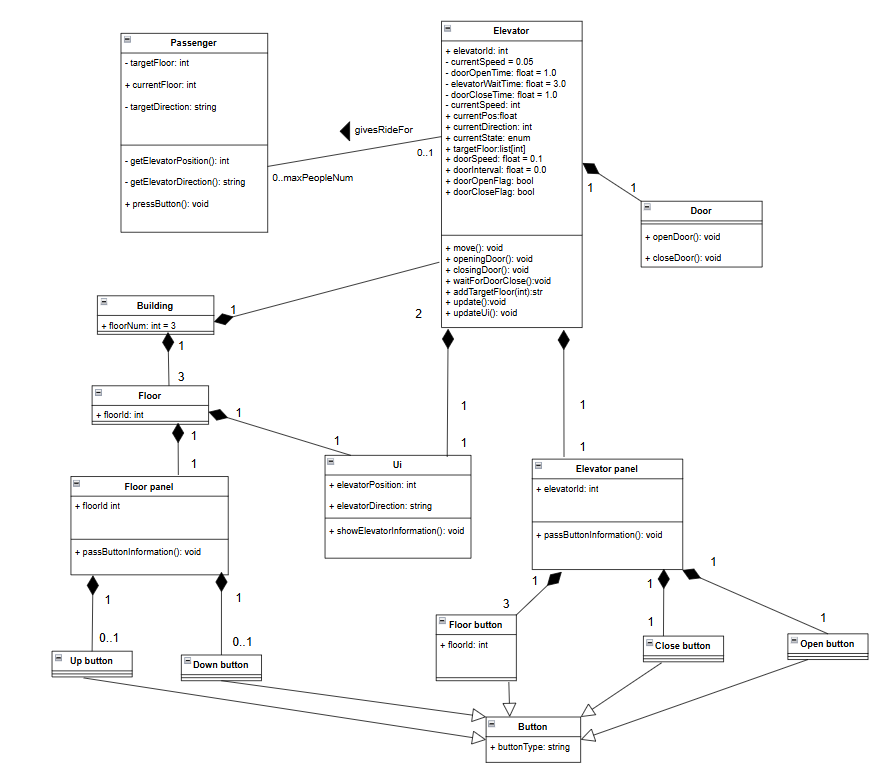 Passenger
- targetFloor: int
+ currentFloor: int
- targetDirection: string
- getElevatorPosition(): int
- getElevatorDirection(): string
+ pressButton(): void
givesRideFor
0..1
0..maxPeopleNum
Elevator
+ elevatorId: int
- currentSpeed = 0.05
- doorOpenTime: float = 1.0
- elevatorWaitTime: float = 3.0
- doorCloseTime: float = 1.0
- currentSpeed: int
+ currentPos:float
+ currentDirection: int
+ currentState: enum
+ targetFloor:list[int]
+ doorSpeed: float = 0.1
+ doorInterval: float = 0.0
+ doorOpenFlag: bool
+ doorCloseFlag: bool
+ move(): void
+ openingDoor(): void
+ closingDoor(): void
+ waitForDoorClose():void
+ addTargetFloor(int):str
+ update():void
+ updateUi(): void
1
1
Door
+ openDoor(): void
+ closeDoor(): void
Building
+ floorNum: int = 3
1
2
1
3
Floor
+ floorId: int
1
1
1
1
Floor panel
+ floorId int
+ passButtonInformation(): void
1
1
Ui
+ elevatorPosition: int
+ elevatorDirection: string
+ showElevatorInformation(): void
1
1
Elevator panel
+ elevatorId: int
+ passButtonInformation(): void
1
0..1
1
0..1
Up button
Down button
1
3
1
1
1
1
Floor button
+ floorId: int
Close button
Open button
Button
+ buttonType: string